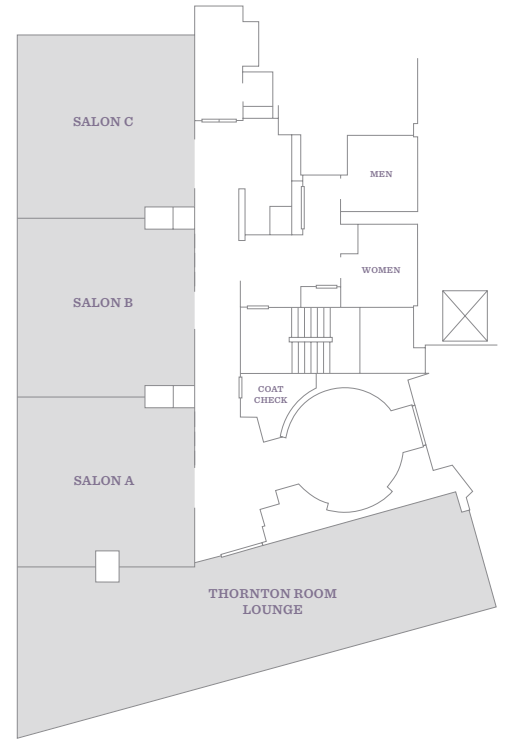 SALON C
MEN
WOMEN
SALON B
COAT
CHECK
SALON A
THORNTON ROOM
LOUNGE